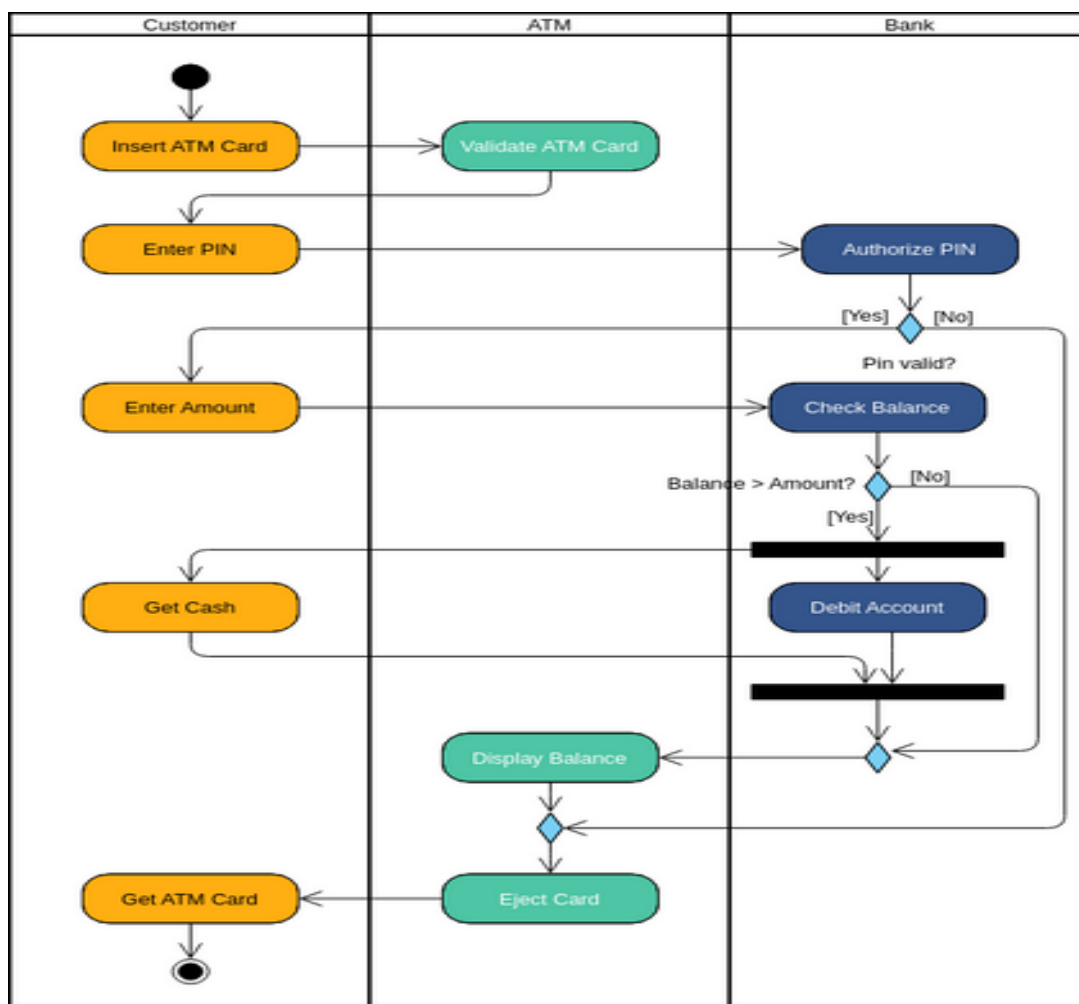 Customer
ATM
Bank
Insert ATM Card
Validate ATM Card
Enter PIN
Authorize PIN
[Yes]
[No]
Pin valid?
Enter Amount
Check Balance
Balance > Amount?
[No]
[Yes]
Get Cash
Debit Account
Display Balance
Get ATM Card
Eject Card